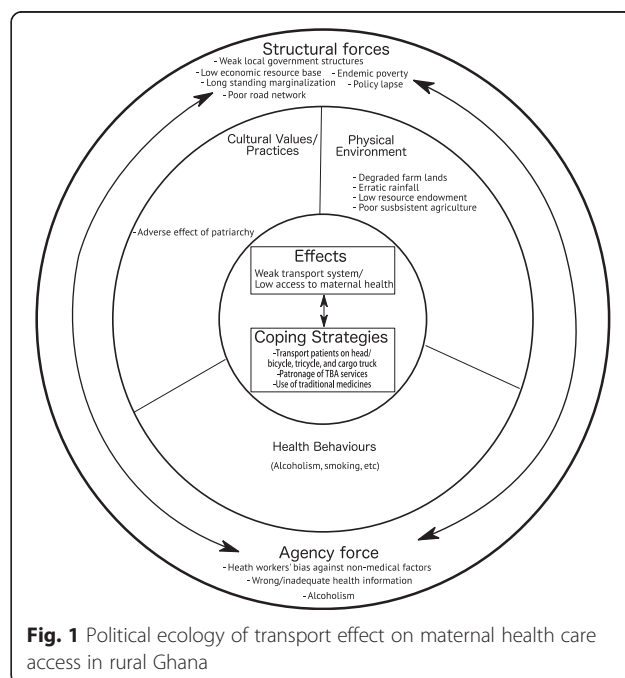 Structural forces
- Weak local government structures
- Low economic resource base
- Endemic poverty
- Long standing marginalization
- Policy lapse
- Poor road network
Cultural Values/
Practices
Physical
Environment
- Degraded farm lands
- Erratic rainfall
- Low resource endowment
- Poor susbsistent agriculture
- Adverse effect of patriarchy
Effects
Weak transport system/
Low access to maternal health
Coping Strategies
-Transport patients on head/
bicycle, tricycle, and cargo truck
-Patronage of TBA services
-Use of traditional medicines
Health Behaviours
(Alcoholism, smoking, etc)
Agency force
- Heath workers' bias against non-medical factors
- Wrong/inadequate health information
- Alcoholism
Fig. 1 Political ecology of transport effect on maternal health care
access in rural Ghana